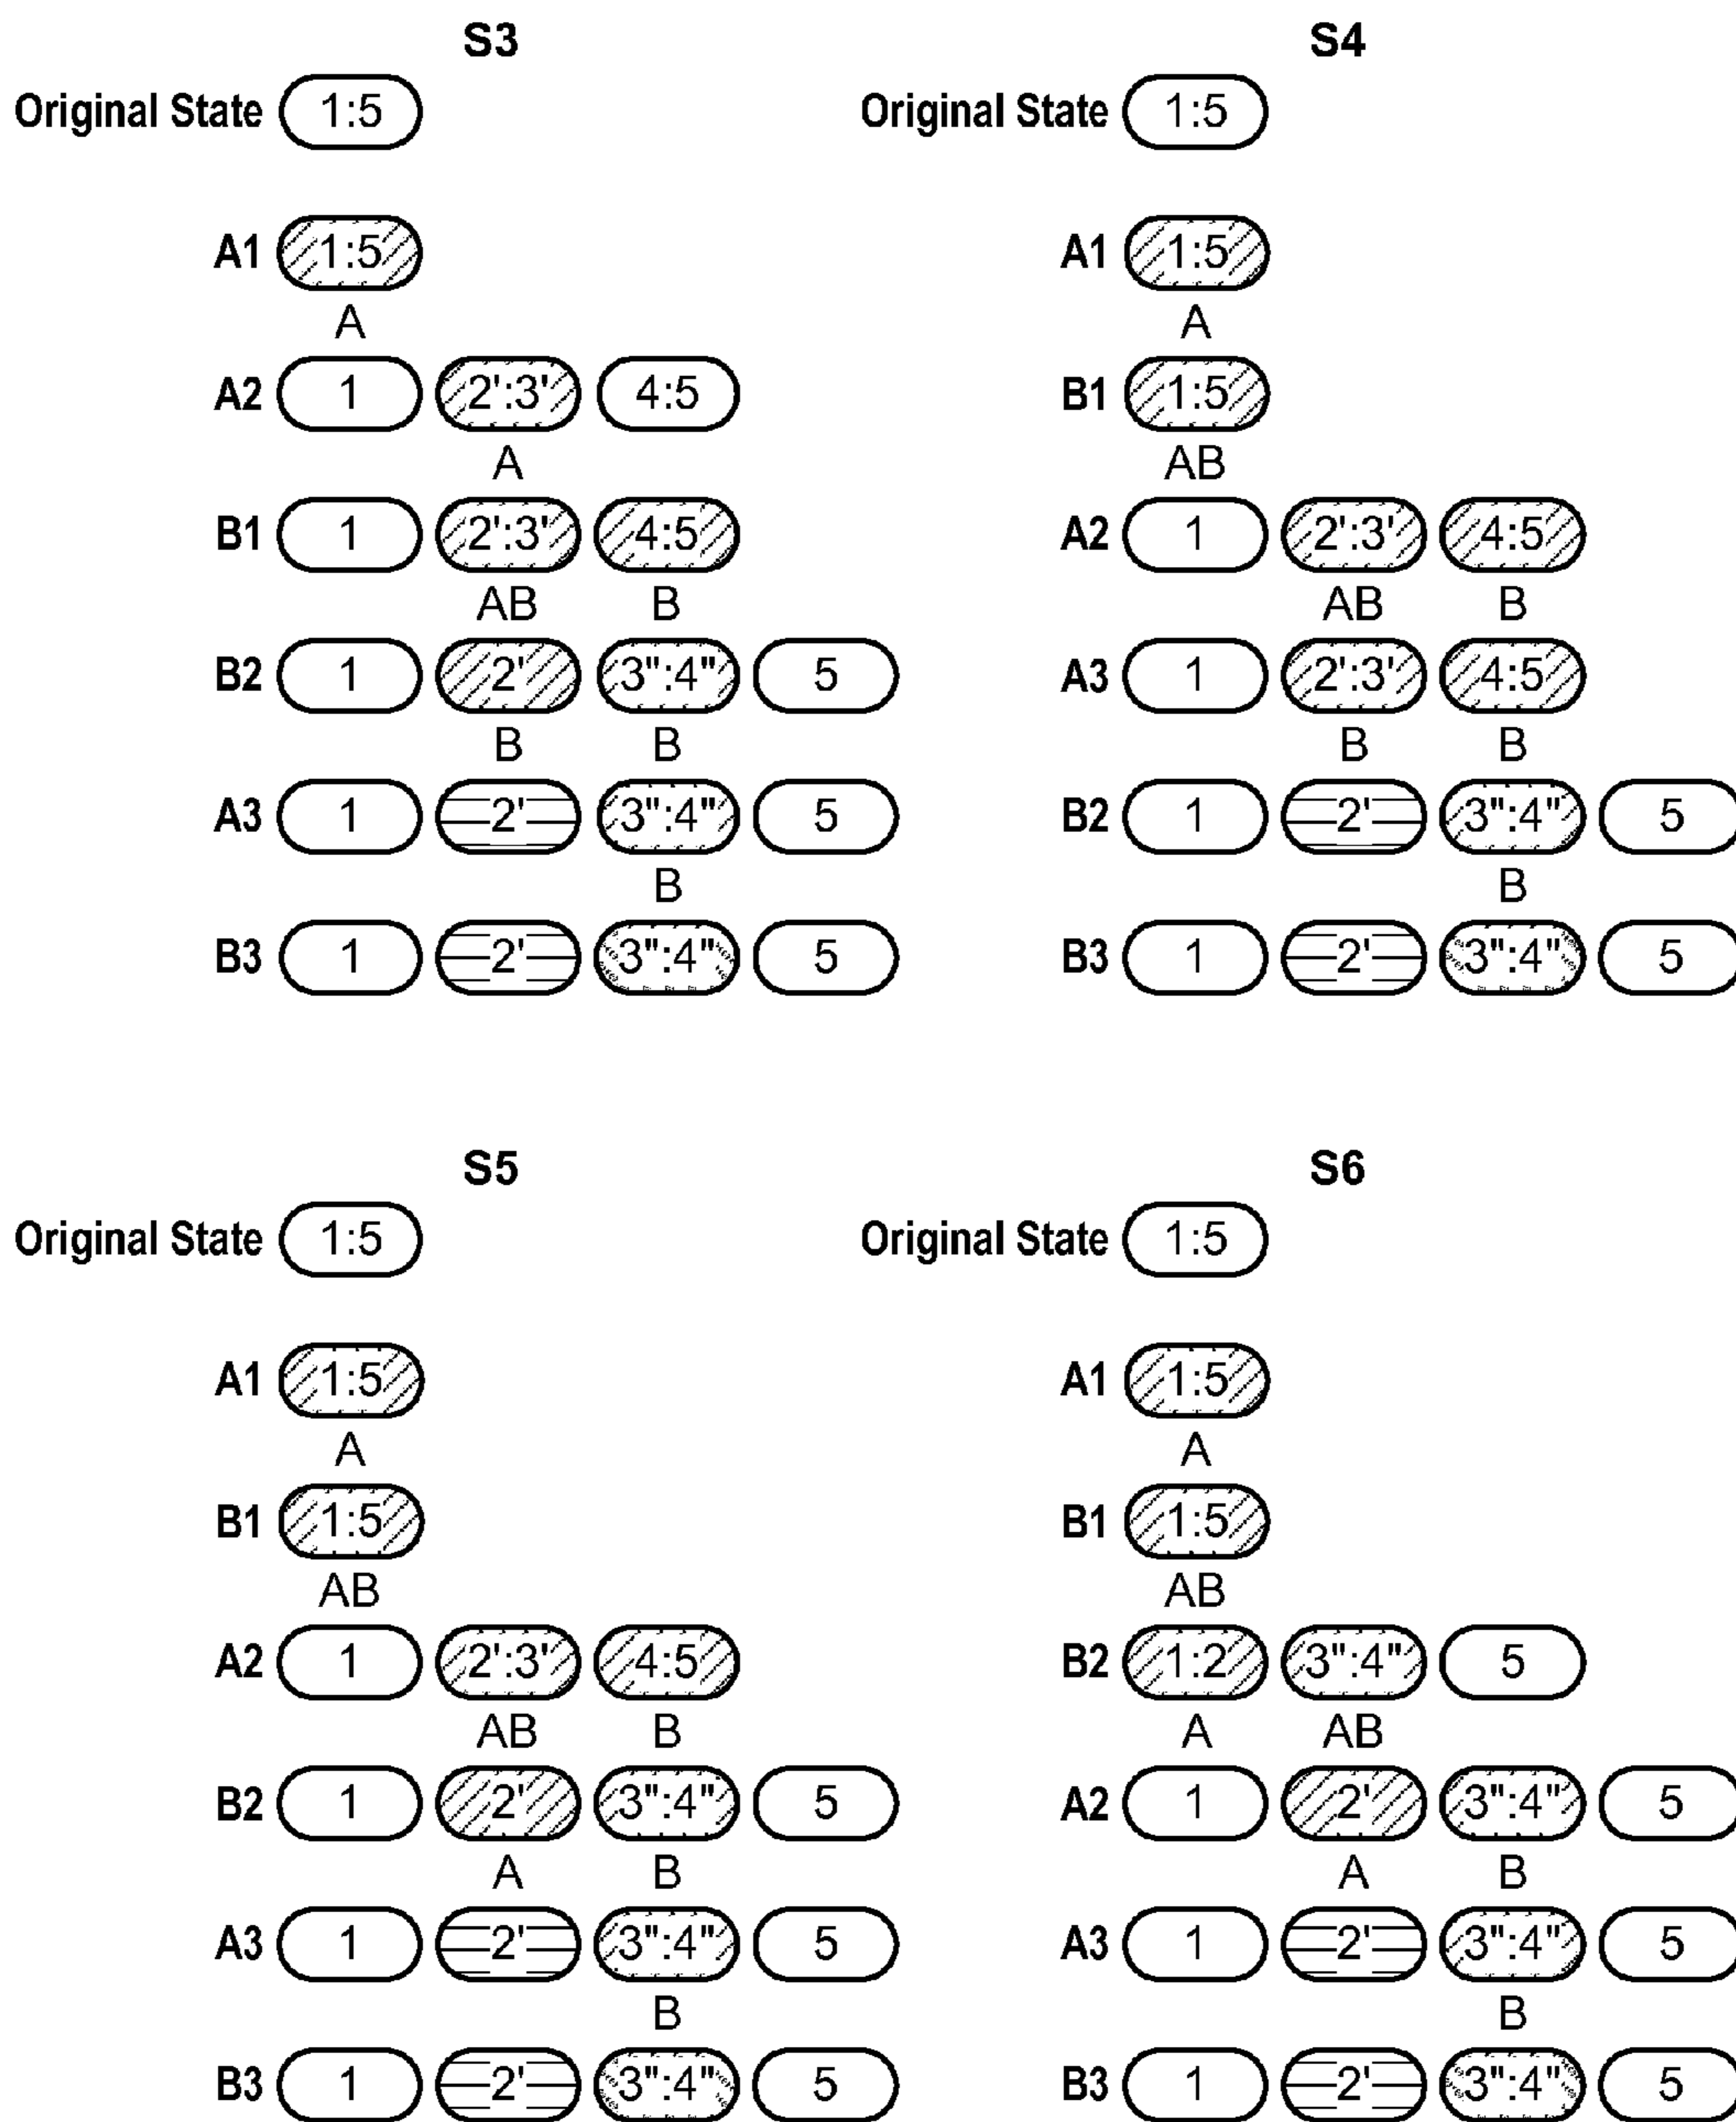 S3
Original State 1:5
A1 1:5
A
A2 1 2':3' 4:5
A
B1 1 2':3' 4:5
AB B
B2 1 2' 3":4" 5
B B
A3 1 2' 3":4" 5
B
B3 1 2' 3":4" 5
S4
Original State 1:5
A1 1:5
A
B1 1:5
AB
A2 1 2':3' 4:5
AB B
A3 1 2':3' 4:5
B B
B2 1 2' 3":4" 5
B
B3 1 2' 3":4" 5
S5
Original State 1:5
A1 1:5
A
B1 1:5
AB
A2 1 2':3' 4:5
AB B
B2 1 2' 3":4" 5
A B
A3 1 2' 3":4" 5
B
B3 1 2' 3":4" 5
S6
Original State 1:5
A1 1:5
A
B1 1:5
AB
B2 1:2 3":4" 5
A AB
A2 1 2' 3":4" 5
A B
A3 1 2' 3":4" 5
B
B3 1 2' 3":4" 5